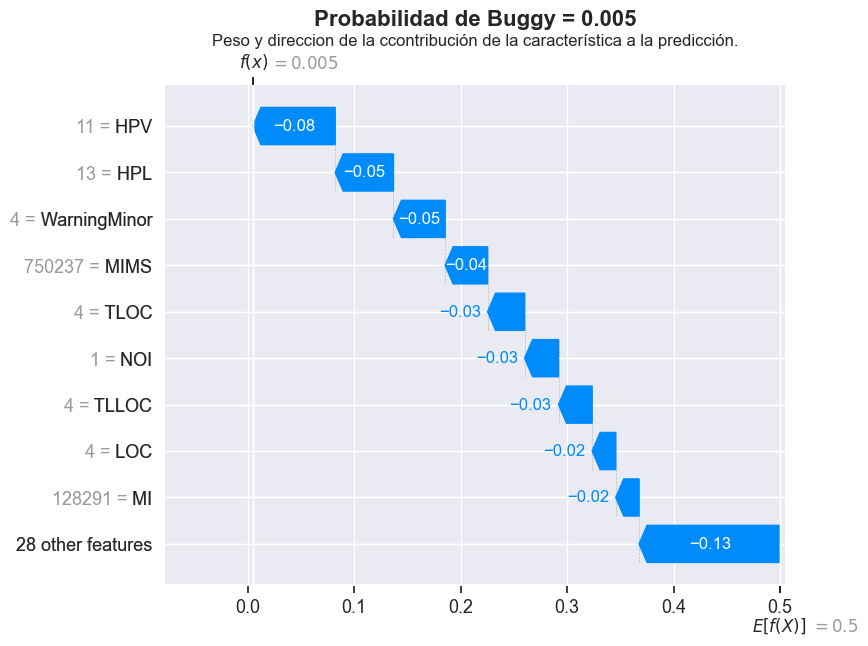 Probabilidad de Buggy = 0.005
Peso y direccion de la ccontribución de la característica a la predicción.
f(x) = 0.005
11 = HPV −0.08
13 = HPL −0.05
4 = WarningMinor −0.05
750237 = MIMS −0.04
4 = TLOC −0.03
1 = NOI −0.03
4 = TLLOC −0.03
4 = LOC −0.02
128291 = MI −0.02
28 other features −0.13
0.0 0.1 0.2 0.3 0.4 0.5
E[f(X)] = 0.5